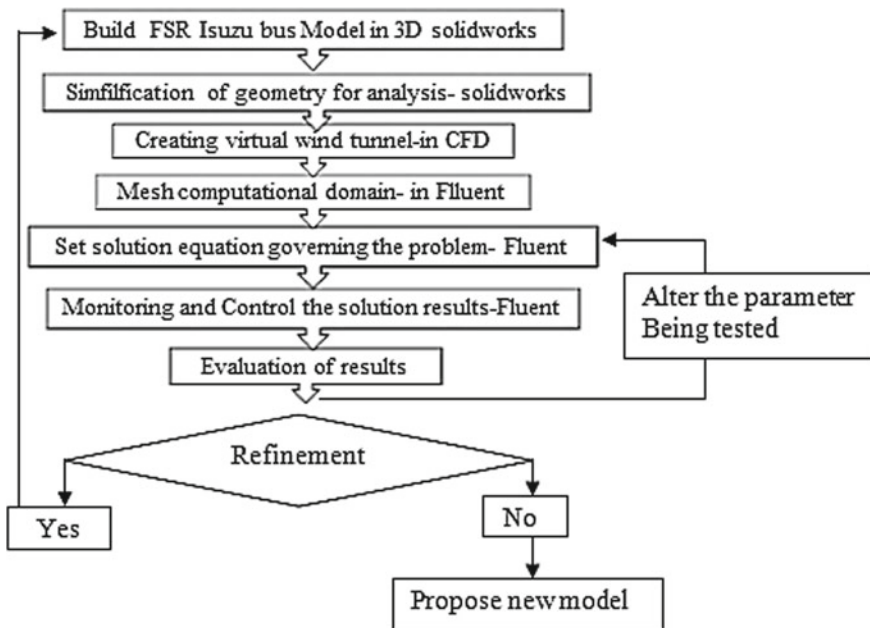 Build FSR Isuzu bus Model in 3D solidworks
Simfilfication of geometry for analysis- solidworks
Creating virtual wind tunnel-in CFD
Mesh computational domain- in Flluent
Set solution equation governing the problem- Fluent
Monitoring and Control the solution results-Fluent
Alter the parameter
Being tested
Evaluation of results
Refinement
Yes
No
Propose new model